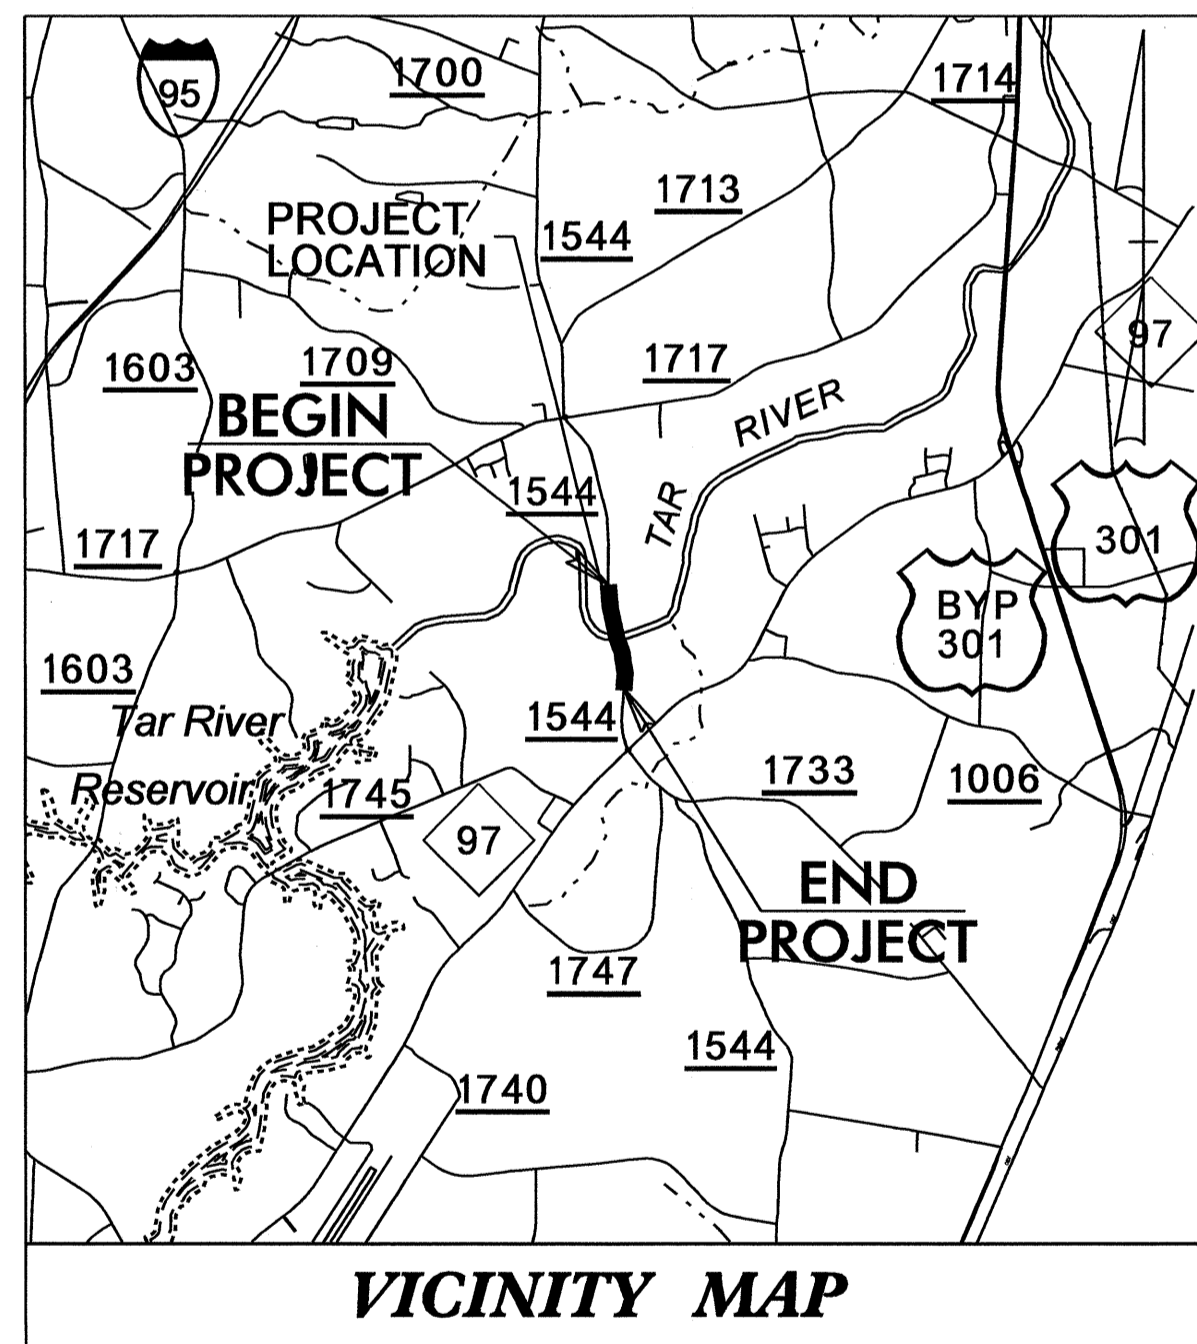 95
1700
1714
1713
PROJECT
LOCATION
1544
97
1603
1709
1717
BEGIN
PROJECT
RIVER
TAR
1544
301
1717
BYP
301
1603
Tar River
Reservoir
1544
1745
1733
1006
97
END
PROJECT
1747
1544
1740
VICINITY MAP